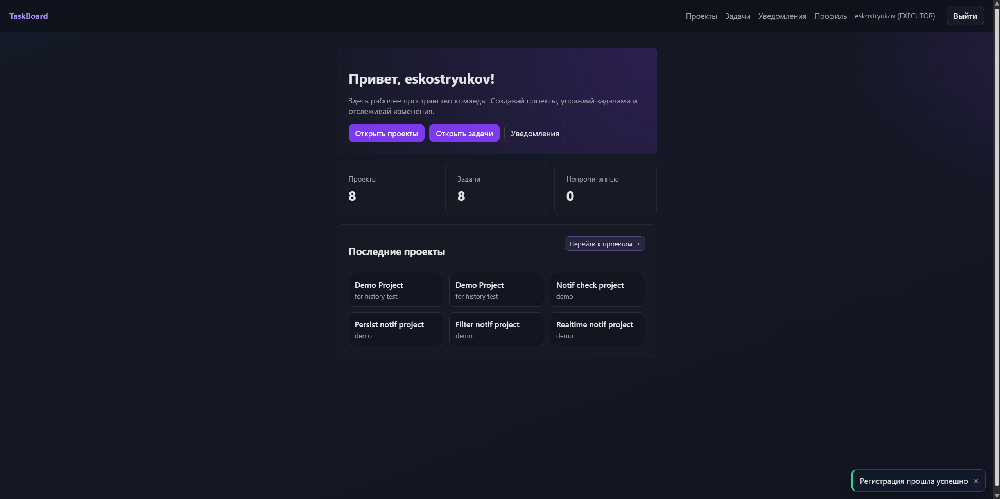 TaskBoard
Проекты Задачи Уведомления Профиль eskostryukov (EXECUTOR) Выйти
Привет, eskostryukov!
Здесь рабочее пространство команды. Создавай проекты, управляй задачами и
отслеживай изменения.
Открыть проекты Открыть задачи Уведомления
Проекты
8
Задачи
8
Непрочитанные
0
Последние проекты
Перейти к проектам →
Demo Project
for history test
Demo Project
for history test
Notif check project
demo
Persist notif project
demo
Filter notif project
demo
Realtime notif project
demo
Регистрация прошла успешно ×